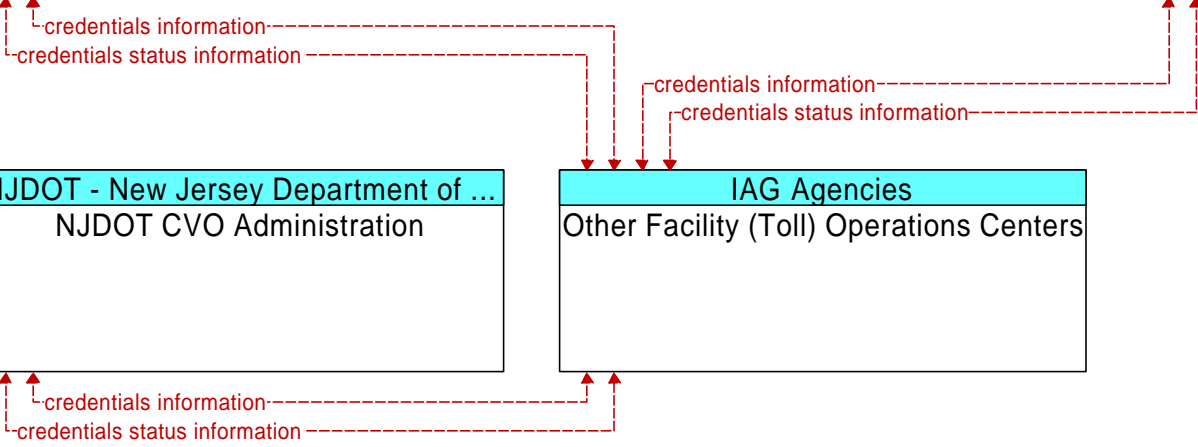 credentials information
credentials status information
credentials information
credentials status information
NJDOT - New Jersey Department of ...
NJDOT CVO Administration
IAG Agencies
Other Facility (Toll) Operations Centers
credentials information
credentials status information